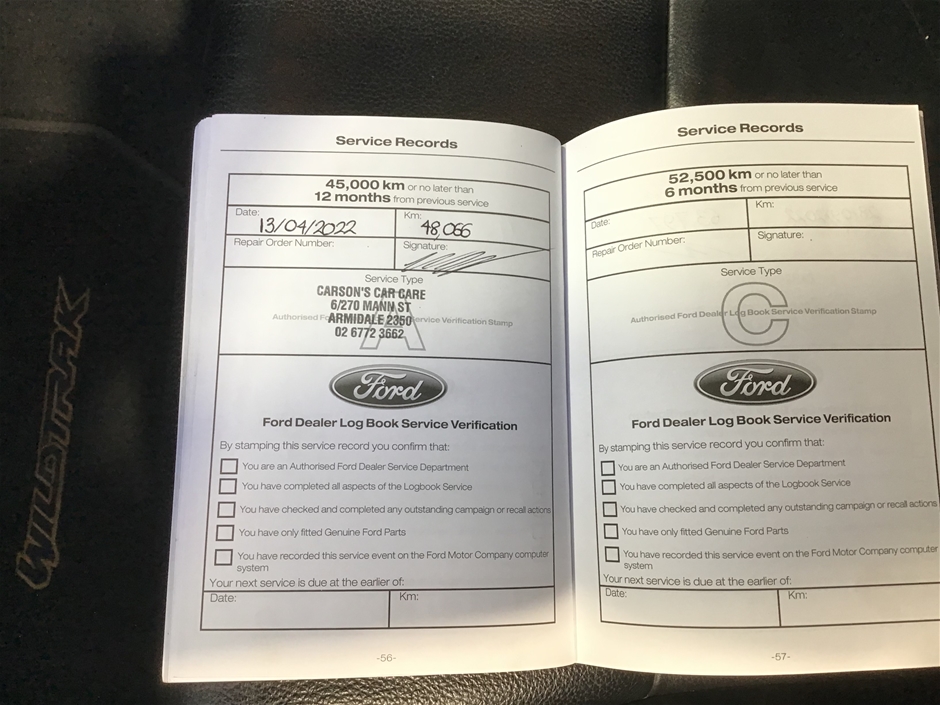 WILDTRAK
Service Records
45,000 km or no later than
12 months from previous service
Date: 13/04/2022
Km: 48,066
Repair Order Number:
Signature:
Service Type
A
CARSON'S CAR CARE
6/270 MANN ST
ARMIDALE 2350
02 6772 3662
Authorised Fo
ervice Verification Stamp
Ford
Ford Dealer Log Book Service Verification
By stamping this service record you confirm that:
You are an Authorised Ford Dealer Service Department
You have completed all aspects of the Logbook Service
You have checked and completed any outstanding campaign or recall actions
You have only fitted Genuine Ford Parts
You have recorded this service event on the Ford Motor Company computer
system
Your next service is due at the earlier of:
Date:
Km:
-56-
Service Records
52,500 km or no later than
6 months from previous service
Date:
Km:
Repair Order Number:
Signature:
Service Type
C
Authorised Ford Dealer Log Book Service Verification Stamp
Ford
Ford Dealer Log Book Service Verification
By stamping this service record you confirm that:
You are an Authorised Ford Dealer Service Department
You have completed all aspects of the Logbook Service
You have checked and completed any outstanding campaign or recall actions
You have only fitted Genuine Ford Parts
You have recorded this service event on the Ford Motor Company computer
system
Your next service is due at the earlier of:
Date:
Km:
-57-